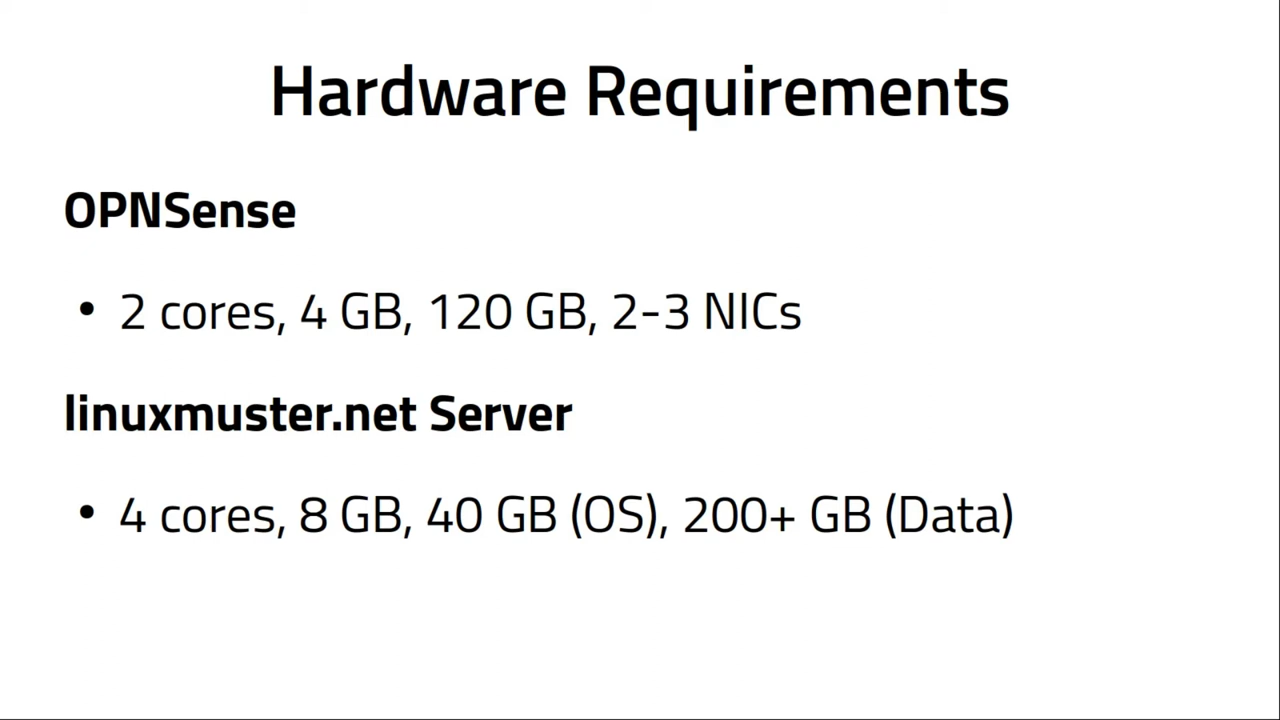 Hardware Requirements
OPNSense
• 2 cores, 4 GB, 120 GB, 2-3 NICs
linuxmuster.net Server
• 4 cores, 8 GB, 40 GB (OS), 200+ GB (Data)